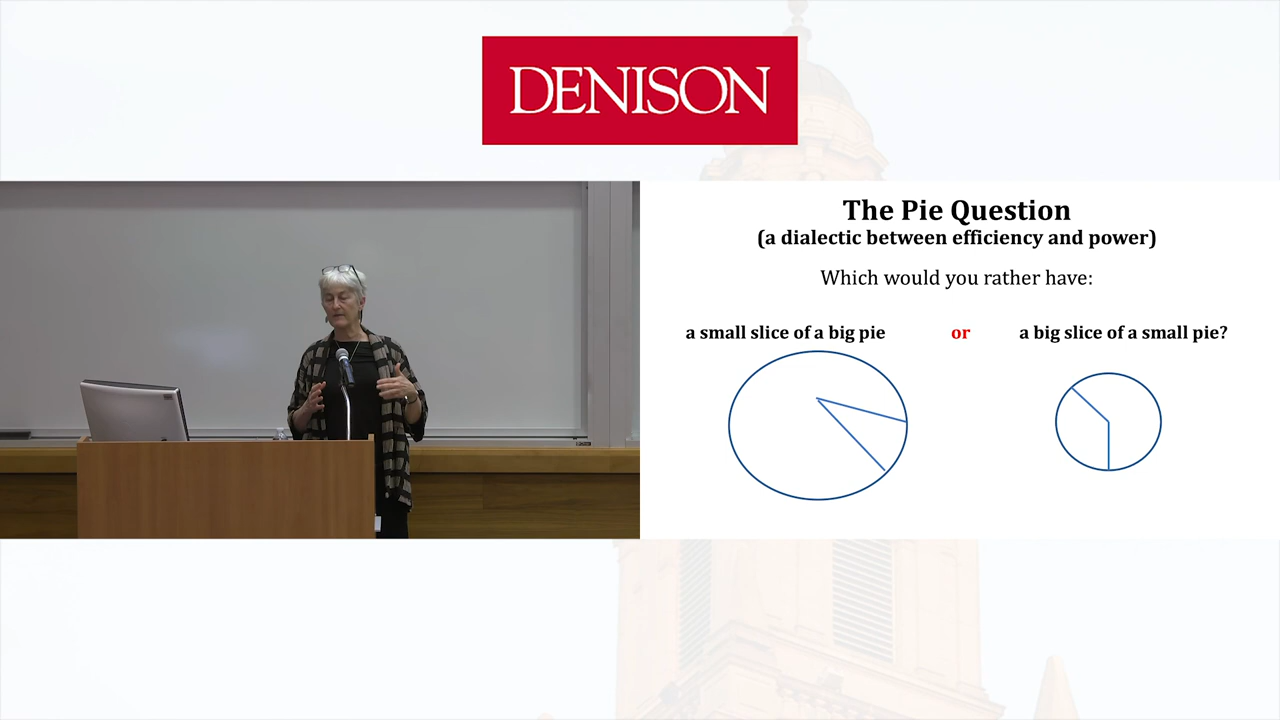 DENISON
The Pie Question
(a dialectic between efficiency and power)
Which would you rather have:
a small slice of a big pie or a big slice of a small pie?